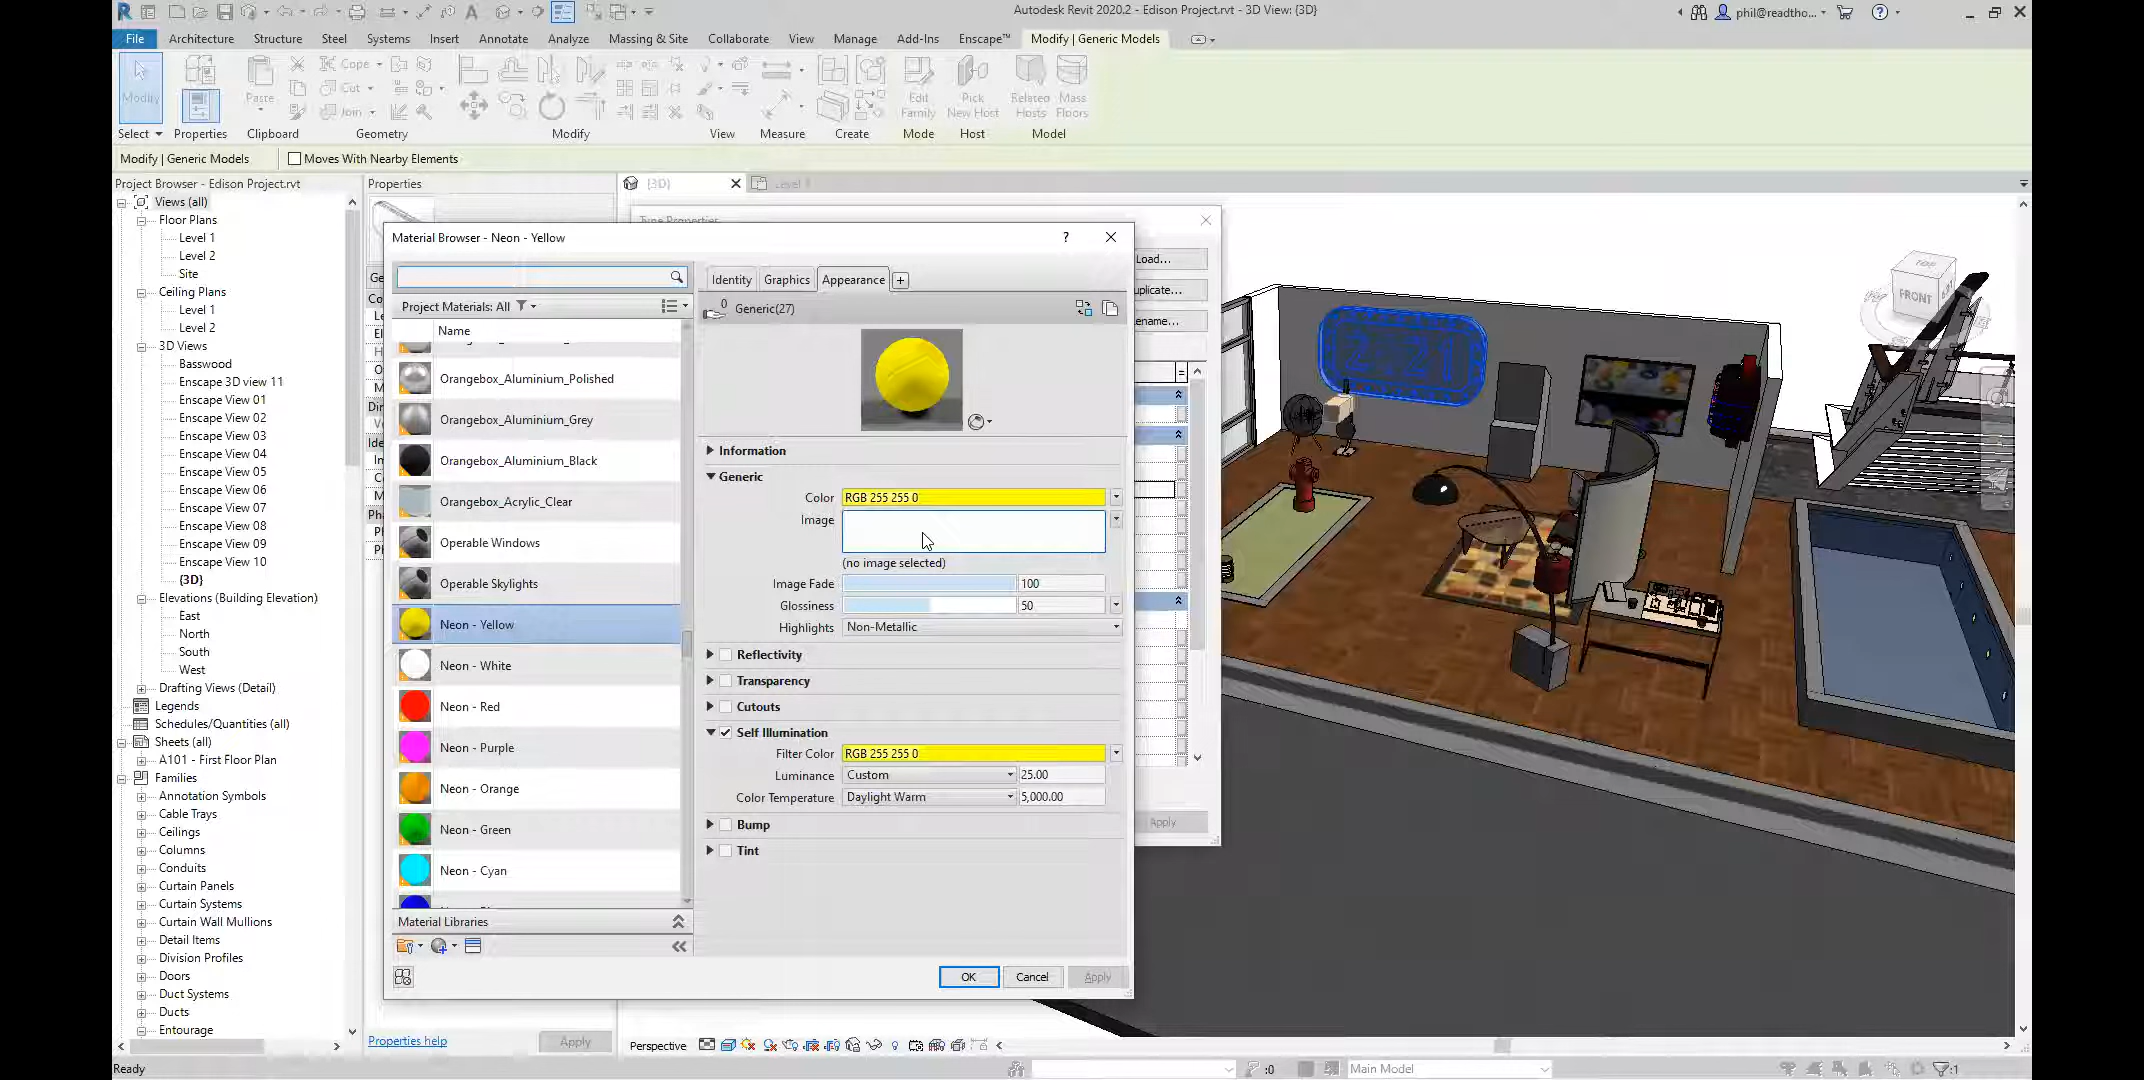 Autodesk Revit 2020.2 - Edison Project.rvt - 3D View: {3D}
phil@readtho...
File
Architecture
Structure
Steel
Systems
Insert
Annotate
Analyze
Massing & Site
Collaborate
View
Manage
Add-Ins
Enscape™
Modify | Generic Models
Modify
Paste
Cope
Cut
Join
Edit
Family
Pick
New Host
Related
Hosts
Mass
Floors
Select
Properties
Clipboard
Geometry
Modify
View
Measure
Create
Mode
Host
Model
Modify | Generic Models
Moves With Nearby Elements
Project Browser - Edison Project.rvt
Views (all)
Floor Plans
Level 1
Level 2
Site
Ceiling Plans
Level 1
Level 2
3D Views
Basswood
Enscape 3D view 11
Enscape View 01
Enscape View 02
Enscape View 03
Enscape View 04
Enscape View 05
Enscape View 06
Enscape View 07
Enscape View 08
Enscape View 09
Enscape View 10
{3D}
Elevations (Building Elevation)
East
North
South
West
Drafting Views (Detail)
Legends
Schedules/Quantities (all)
Sheets (all)
A101 - First Floor Plan
Families
Annotation Symbols
Cable Trays
Ceilings
Columns
Conduits
Curtain Panels
Curtain Systems
Curtain Wall Mullions
Detail Items
Division Profiles
Doors
Duct Systems
Ducts
Entourage
Properties
Properties help
Apply
{3D}
Level 1
Type Properties
Load...
uplicate...
ename...
Apply
Material Browser - Neon - Yellow
?
Project Materials: All
Name
Orangebox_Aluminium_Polished
Orangebox_Aluminium_Grey
Orangebox_Aluminium_Black
Orangebox_Acrylic_Clear
Operable Windows
Operable Skylights
Neon - Yellow
Neon - White
Neon - Red
Neon - Purple
Neon - Orange
Neon - Green
Neon - Cyan
Material Libraries
Identity
Graphics
Appearance
0
Generic(27)
Information
Generic
Color RGB 255 255 0
Image
(no image selected)
Image Fade 100
Glossiness 50
Highlights Non-Metallic
Reflectivity
Transparency
Cutouts
Self Illumination
Filter Color RGB 255 255 0
Luminance Custom 25.00
Color Temperature Daylight Warm 5,000.00
Bump
Tint
OK
Cancel
Apply
TOP
FRONT
2021
Perspective
Ready
:0
Main Model
:1